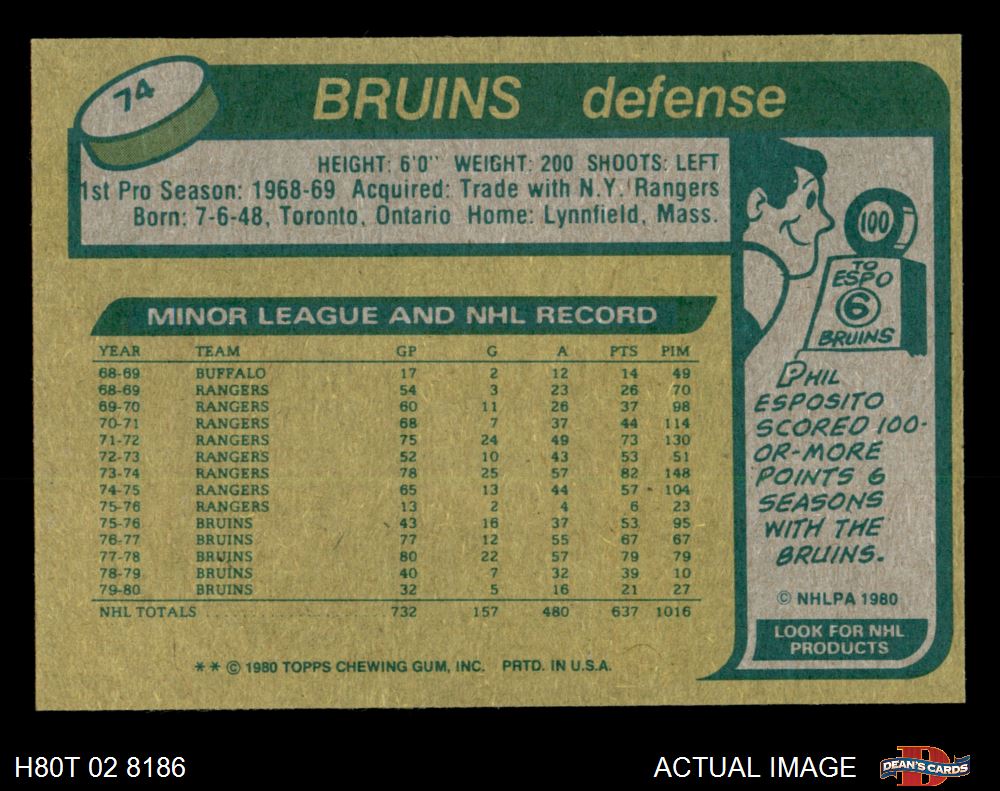 74
BRUINS defense
HEIGHT: 6'0" WEIGHT: 200 SHOOTS: LEFT
1st Pro Season: 1968-69 Acquired: Trade with N.Y. Rangers
Born: 7-6-48, Toronto, Ontario Home: Lynnfield, Mass.
MINOR LEAGUE AND NHL RECORD
YEAR TEAM GP G A PTS PIM
68-69 BUFFALO 17 2 12 14 49
68-69 RANGERS 54 3 23 26 70
69-70 RANGERS 60 11 26 37 98
70-71 RANGERS 68 7 37 44 114
71-72 RANGERS 75 24 49 73 130
72-73 RANGERS 52 10 43 53 51
73-74 RANGERS 78 25 57 82 148
74-75 RANGERS 65 13 44 57 104
75-76 RANGERS 13 2 4 6 23
75-76 BRUINS 43 16 37 53 95
76-77 BRUINS 77 12 55 67 67
77-78 BRUINS 80 22 57 79 79
78-79 BRUINS 40 7 32 39 10
79-80 BRUINS 32 5 16 21 27
NHL TOTALS .......................... 732 157 480 637 1016
** © 1980 TOPPS CHEWING GUM, INC. PRTD. IN U.S.A.
100
TO
ESPO
6
BRUINS
PHIL
ESPOSITO
SCORED 100-
OR-MORE
POINTS 6
SEASONS
WITH THE
BRUINS.
© NHLPA 1980
LOOK FOR NHL
PRODUCTS
H80T 02 8186
ACTUAL IMAGE
D
DEAN'S CARDS